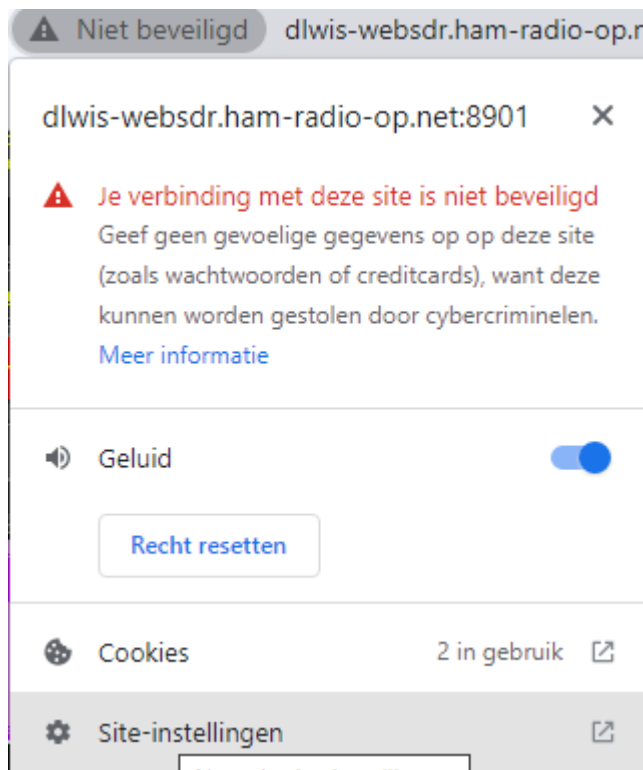 Niet beveiligd dlwis-websdr.ham-radio-op.n
dlwis-websdr.ham-radio-op.net:8901
Je verbinding met deze site is niet beveiligd
Geef geen gevoelige gegevens op op deze site
(zoals wachtwoorden of creditcards), want deze
kunnen worden gestolen door cybercriminelen.
Meer informatie
Geluid
Recht resetten
Cookies 2 in gebruik
Site-instellingen